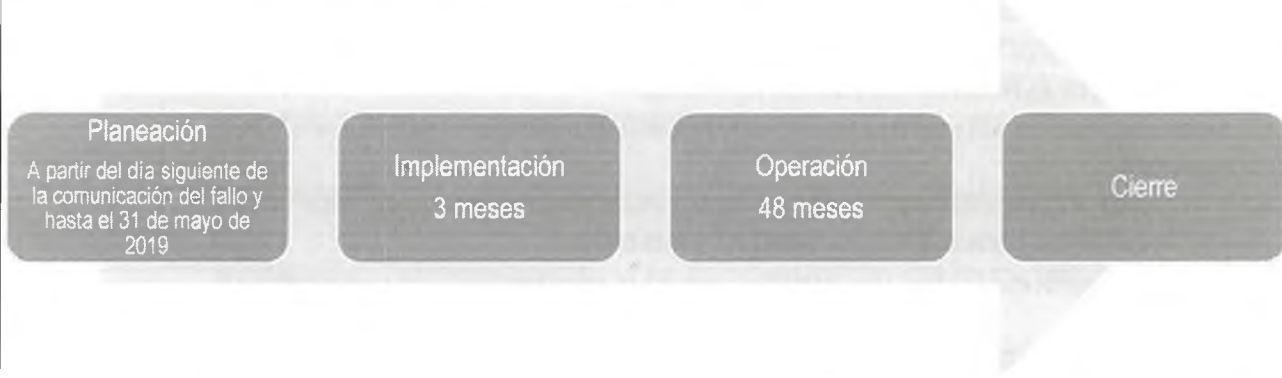 Planeación
A partir del día siguiente de
la comunicación del fallo y
hasta el 31 de mayo de
2019
Implementación
3 meses
Operación
48 meses
Cierre